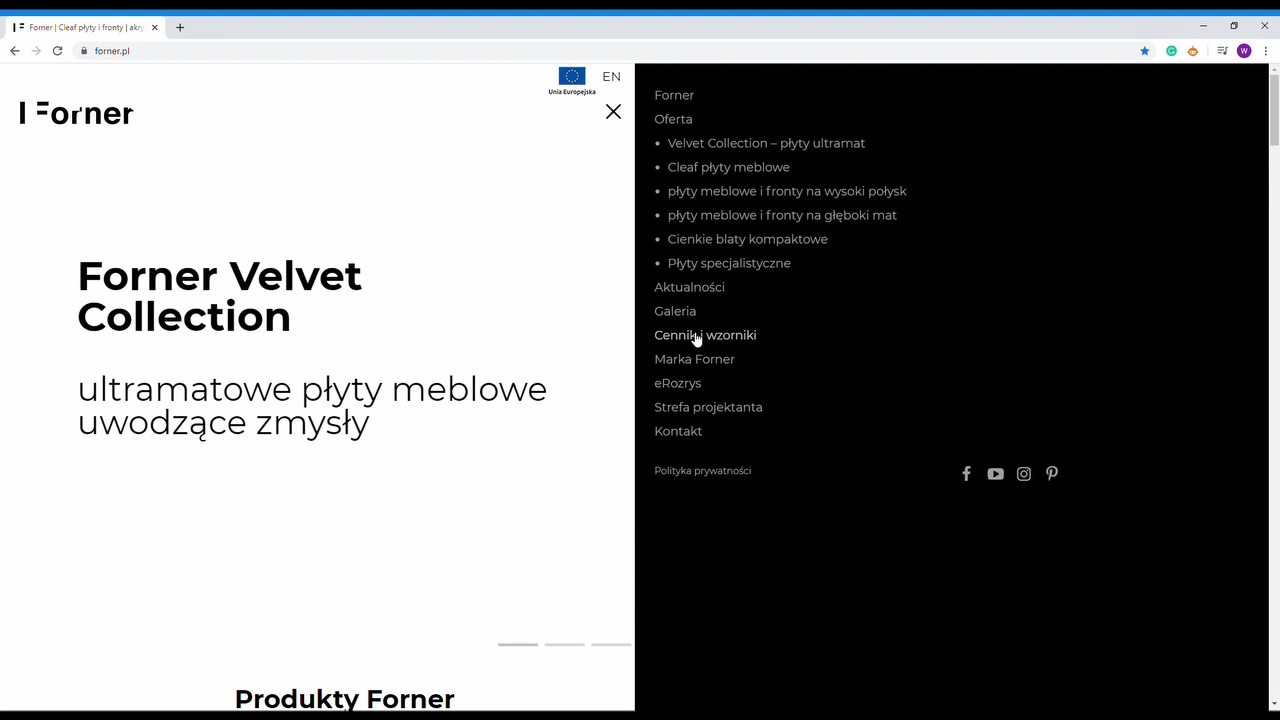 Forner | Cleaf płyty i fronty | akry
forner.pl
W
Unia Europejska
EN
Forner
Forner Velvet
Collection
ultramatowe płyty meblowe
uwodzące zmysły
Produkty Forner
Forner
Oferta
• Velvet Collection – płyty ultramat
• Cleaf płyty meblowe
• płyty meblowe i fronty na wysoki połysk
• płyty meblowe i fronty na głęboki mat
• Cienkie blaty kompaktowe
• Płyty specjalistyczne
Aktualności
Galeria
Cennik i wzorniki
Marka Forner
eRozrys
Strefa projektanta
Kontakt
Polityka prywatności